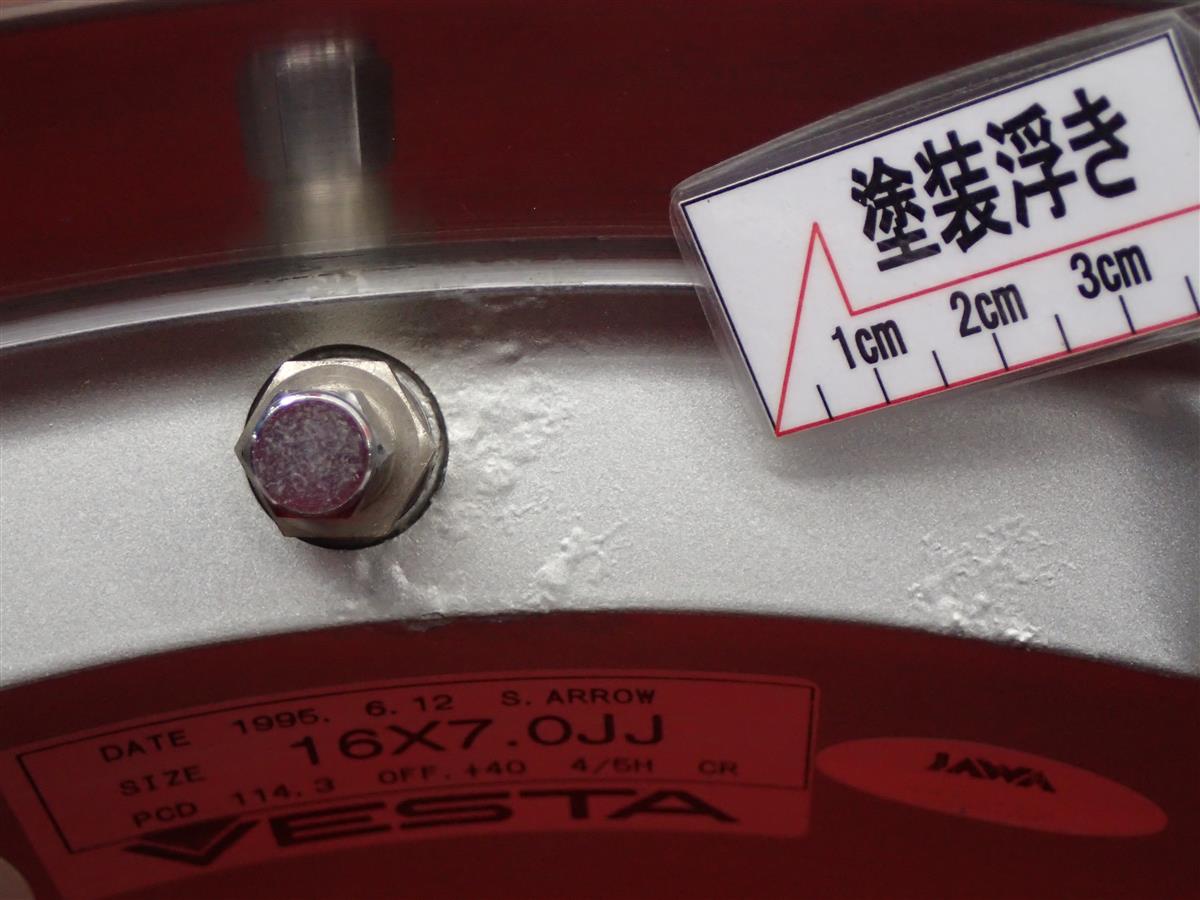 塗装浮き
1cm 2cm 3cm
DATE 1995. 6. 12 S. ARROW
SIZE 16X7.0JJ
PCD 114.3 OFF.+40 4/5H CR
VESTA
JAWA